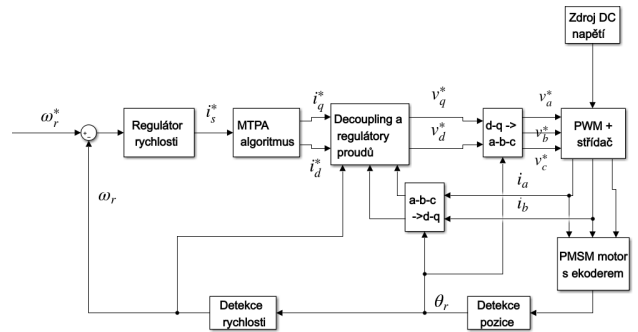 Zdroj DC
napětí
ω*r
Regulátor
rychlosti
i*s
MTPA
algoritmus
i*q
i*d
Decoupling a
regulátory
proudů
v*q
v*d
d-q ->
a-b-c
v*a
v*b
v*c
PWM +
střídač
ωr
a-b-c
->d-q
ia
ib
PMSM motor
s ekoderem
Detekce
rychlosti
θr
Detekce
pozice